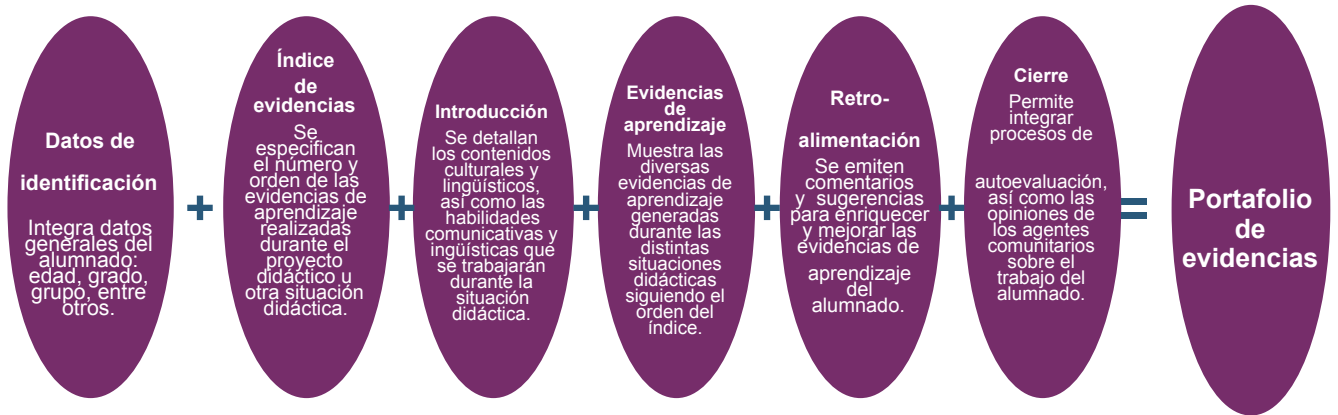 Datos de
identificación
Integra datos
generales del
alumnado:
edad, grado,
grupo, entre
otros.
+
Índice
de
evidencias
Se
especifican
el número y
orden de las
evidencias de
aprendizaje
realizadas
durante el
proyecto
didáctico u
otra situación
didáctica.
+
Introducción
Se detallan
los contenidos
culturales y
lingüísticos,
así como las
habilidades
comunicativas y
ingüísticas que
se trabajarán
durante la
situación
didáctica.
+
Evidencias
de
aprendizaje
Muestra las
diversas
evidencias de
aprendizaje
generadas
durante las
distintas
situaciones
didácticas
siguiendo el
orden del
índice.
+
Retro-
alimentación
Se emiten
comentarios
y sugerencias
para enriquecer
y mejorar las
evidencias de
aprendizaje
del
alumnado.
+
Cierre
Permite
integrar
procesos de
autoevaluación,
así como las
opiniones de
los agentes
comunitarios
sobre el
trabajo del
alumnado.
=
Portafolio
de
evidencias